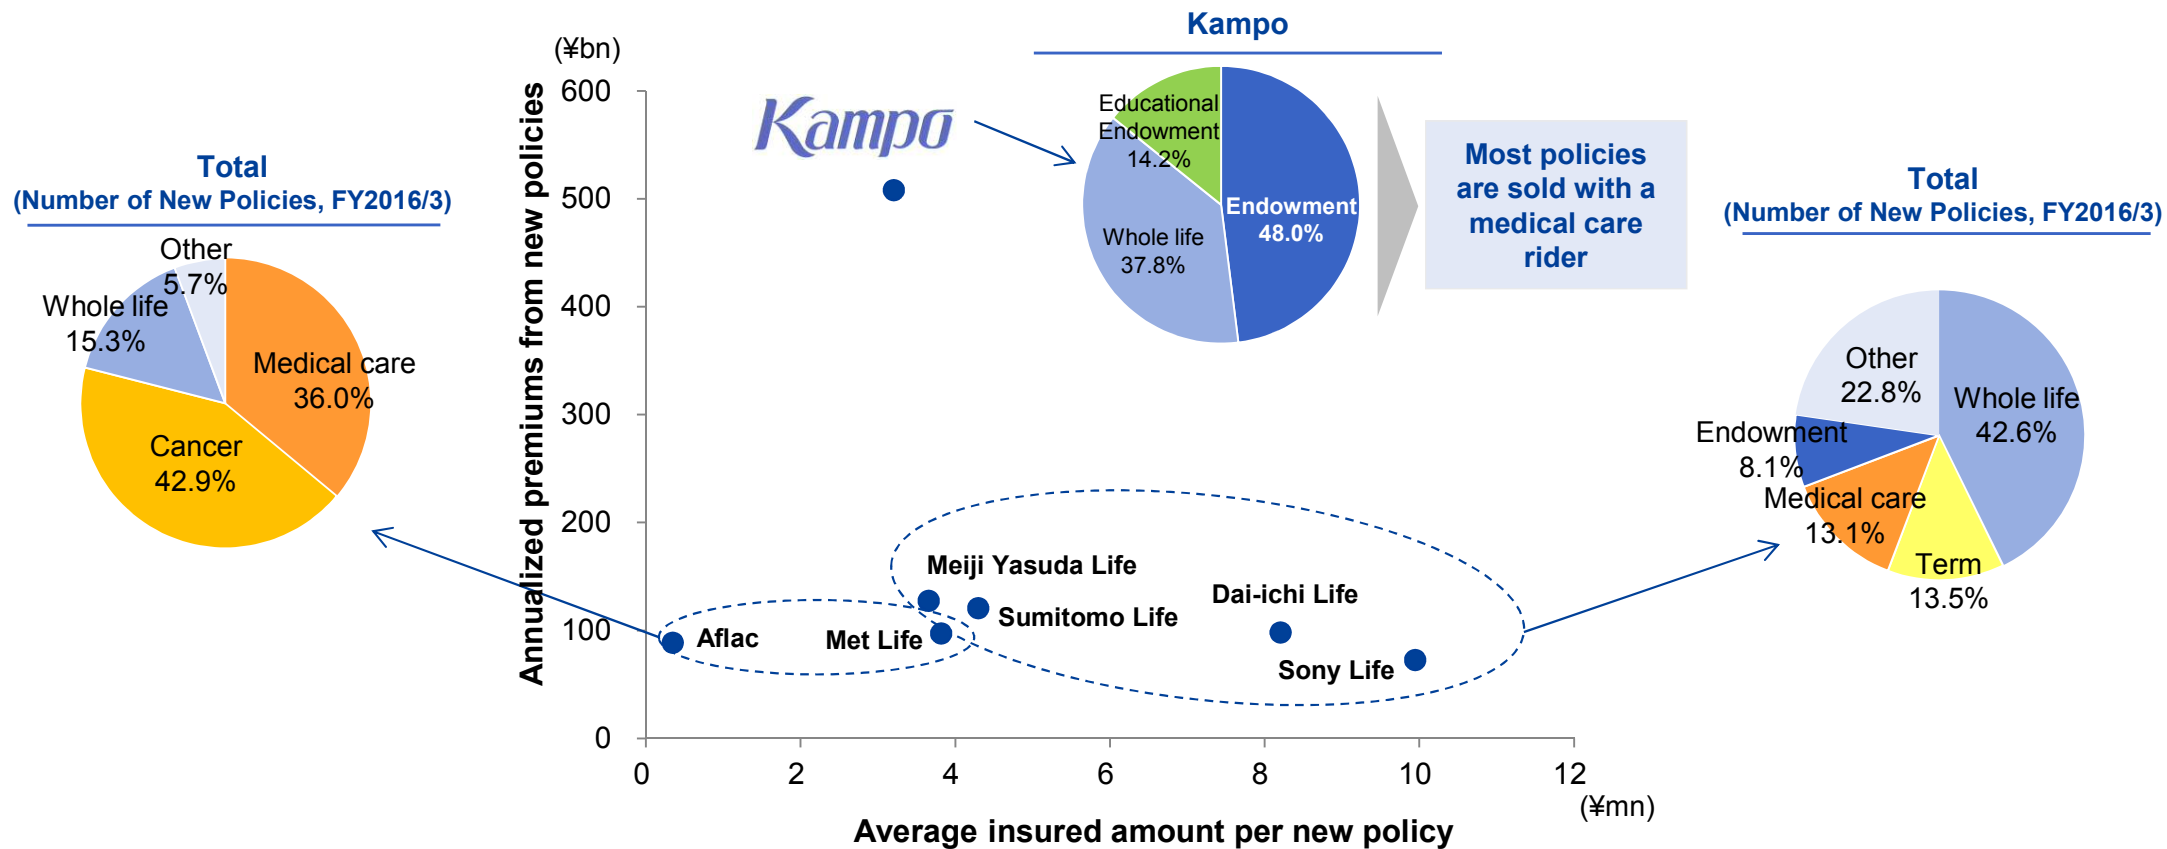 Kampo
(¥bn)
Annualized premiums from new policies
600
500
400
300
200
100
0
0
2
4
6
8
10
12
(¥mn)
Average insured amount per new policy
Kampo
Educational
Endowment
14.2%
Endowment
48.0%
Whole life
37.8%
Most policies
are sold with a
medical care
rider
Total
(Number of New Policies, FY2016/3)
Other
5.7%
Whole life
15.3%
Medical care
36.0%
Cancer
42.9%
Total
(Number of New Policies, FY2016/3)
Other
22.8%
Whole life
42.6%
Endowment
8.1%
Medical care
13.1%
Term
13.5%
Meiji Yasuda Life
Sumitomo Life
Dai-ichi Life
Aflac
Met Life
Sony Life